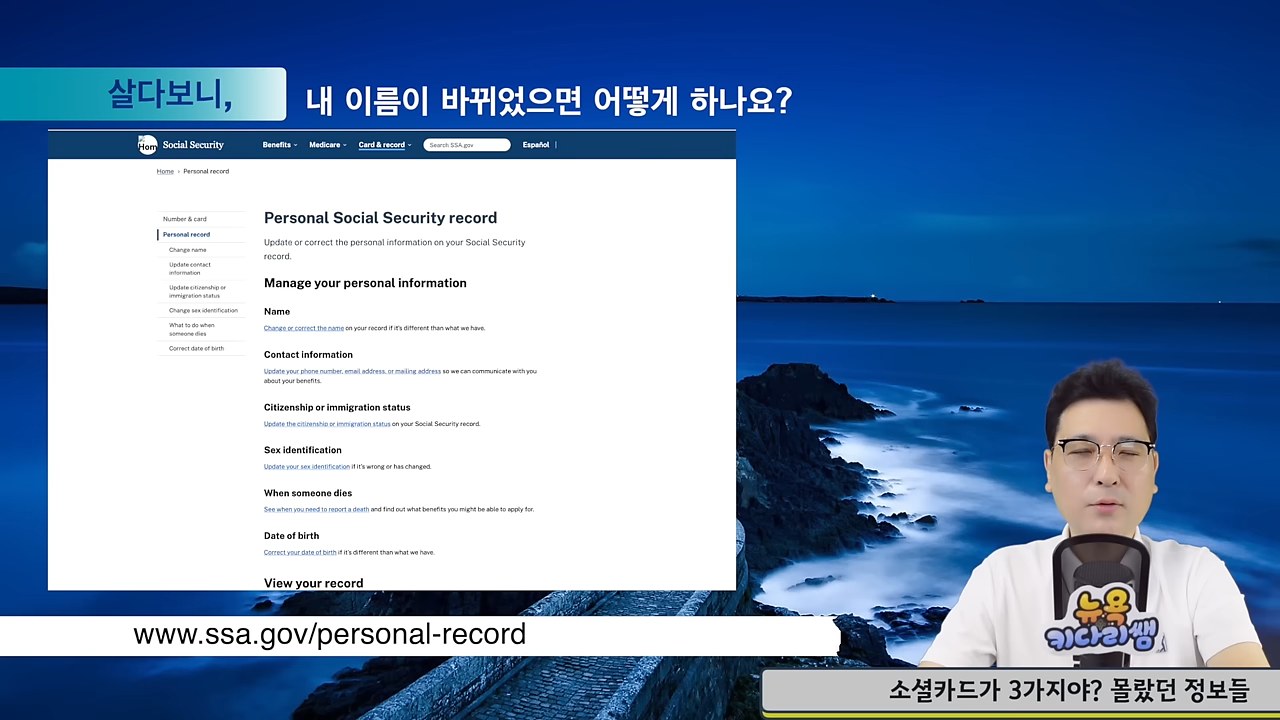 살다보니,
내 이름이 바뀌었으면 어떻게 하나요?
Hom
Social Security
Benefits
Medicare
Card & record
Search SSA.gov
Español
Home › Personal record
Number & card
Personal record
Change name
Update contact
information
Update citizenship or
immigration status
Change sex identification
What to do when
someone dies
Correct date of birth
Personal Social Security record
Update or correct the personal information on your Social Security
record.
Manage your personal information
Name
Change or correct the name on your record if it's different than what we have.
Contact information
Update your phone number, email address, or mailing address so we can communicate with you
about your benefits.
Citizenship or immigration status
Update the citizenship or immigration status on your Social Security record.
Sex identification
Update your sex identification if it's wrong or has changed.
When someone dies
See when you need to report a death and find out what benefits you might be able to apply for.
Date of birth
Correct your date of birth if it's different than what we have.
View your record
www.ssa.gov/personal-record
뉴욕
키다리쌤
소셜카드가 3가지야? 몰랐던 정보들